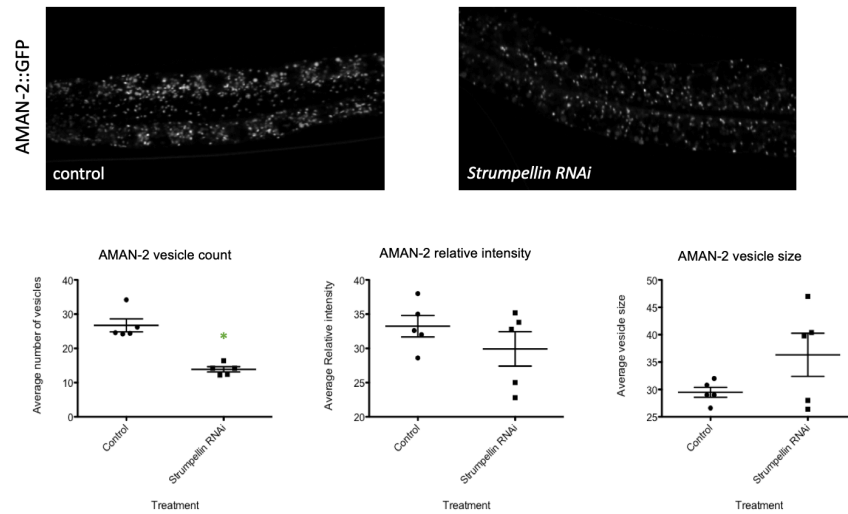 AMAN-2::GFP
control
Strumpellin RNAi
AMAN-2 vesicle count
Average number of vesicles
40
30
20
10
0
*
Control
Strumpellin RNAi
Treatment
AMAN-2 relative intensity
Average Relative intensity
40
35
30
25
20
Control
Strumpellin RNAi
Treatment
AMAN-2 vesicle size
Average vesicle size
50
45
40
35
30
25
Control
Strumpellin RNAi
Treatment